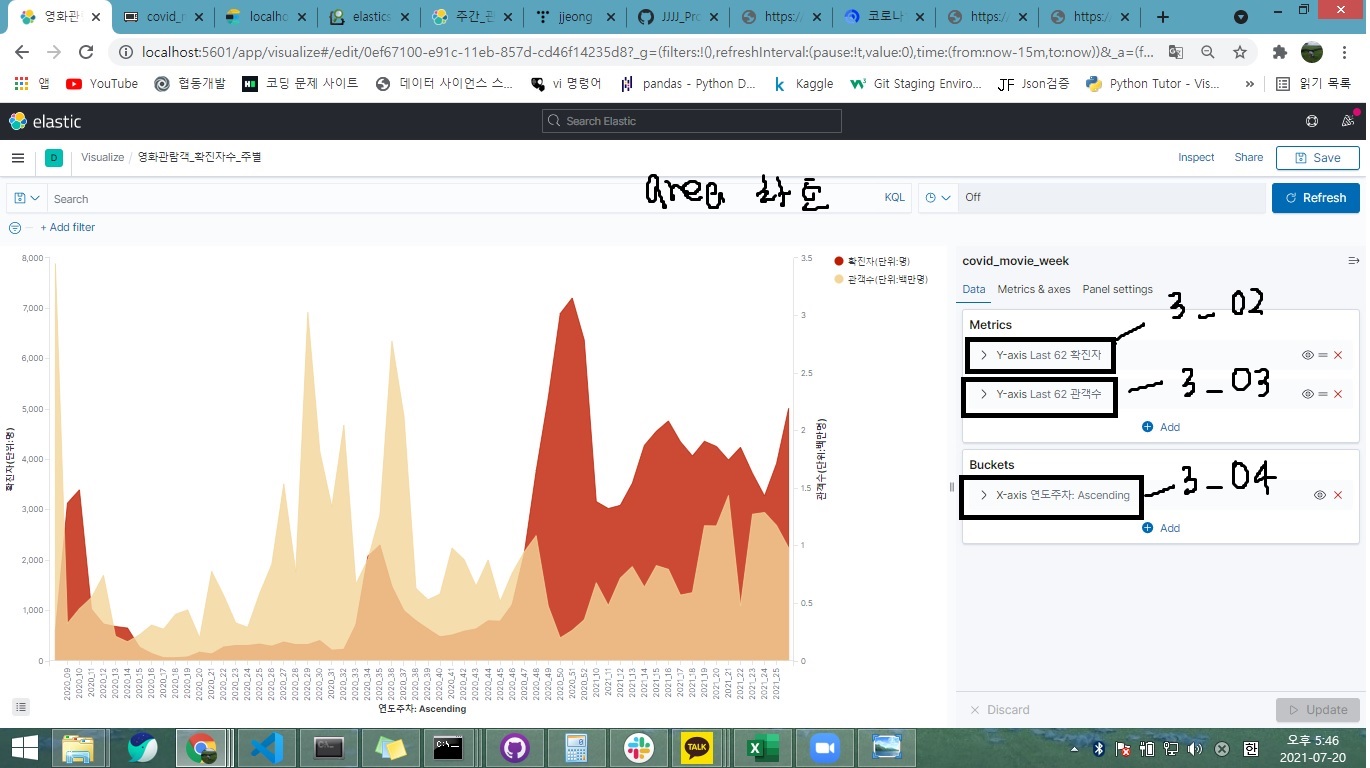 영화관
covid_m
localho
elastics
주간_관
jjeong
JJJJ_Pro
https://
코로나
https://
https://
localhost:5601/app/visualize#/edit/0ef67100-e91c-11eb-857d-cd46f14235d8?_g=(filters:!(),refreshInterval:(pause:!t,value:0),time:(from:now-15m,to:now))&_a=(f...
앱 YouTube 협동개발 코딩 문제 사이트 데이터 사이언스 스... vi 명령어 pandas - Python D... Kaggle Git Staging Enviro... Json검증 Python Tutor - Vis... » 읽기 목록
elastic
Search Elastic
D Visualize / 영화관람객_확진자수_주별
Inspect Share Save
area 차트
Search KQL Off Refresh
+ Add filter
확진자(단위:명)
관객수(단위:백만명)
8,000
7,000
6,000
5,000
4,000
3,000
2,000
1,000
0
확진자(단위:명)
3.5
3
2.5
2
1.5
1
0.5
0
관객수(단위:백만명)
2020_09 2020_10 2020_11 2020_12 2020_13 2020_14 2020_15 2020_16 2020_17 2020_18 2020_19 2020_20 2020_21 2020_22 2020_23 2020_24 2020_25 2020_26 2020_27 2020_28 2020_29 2020_30 2020_31 2020_32 2020_33 2020_34 2020_35 2020_36 2020_37 2020_38 2020_39 2020_40 2020_41 2020_42 2020_43 2020_44 2020_45 2020_46 2020_47 2020_48 2020_49 2020_50 2020_51 2020_52 2021_10 2021_11 2021_12 2021_13 2021_14 2021_15 2021_16 2021_17 2021_18 2021_19 2021_20 2021_21 2021_22 2021_23 2021_24 2021_25
연도주차: Ascending
covid_movie_week
Data Metrics & axes Panel settings
3_02
Metrics
Y-axis Last 62 확진자
3_03
Y-axis Last 62 관객수
Add
Buckets
3_04
X-axis 연도주차: Ascending
Add
Discard Update
TALK
한
오후 5:46
2021-07-20